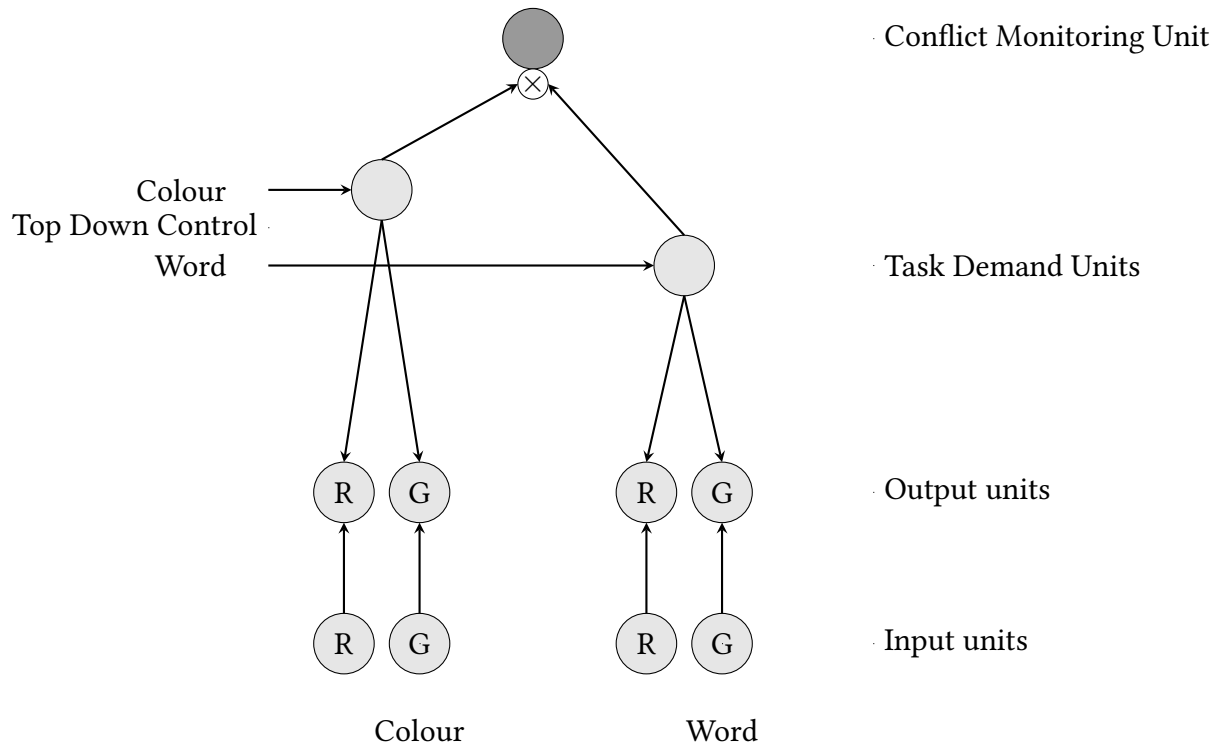 Conflict Monitoring Unit
Colour
Top Down Control
Word
Task Demand Units
R G R G
Output units
R G R G
Input units
Colour Word